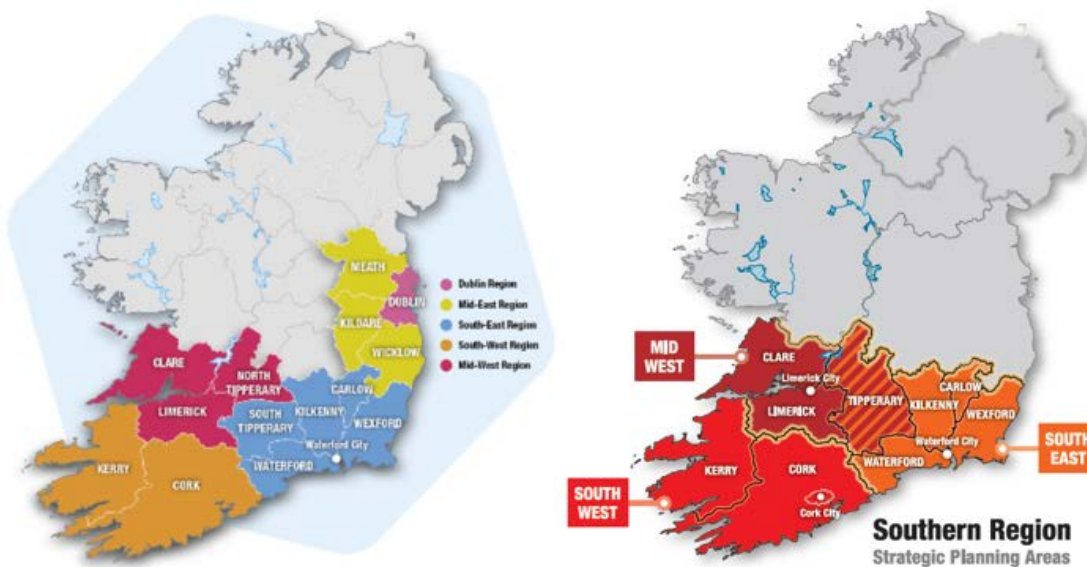 MEATH
DUBLIN
KILDARE
WICKLOW
CLARE
NORTH
TIPPERARY
LIMERICK
SOUTH
TIPPERARY
CARLOW
KILKENNY
WEXFORD
Waterford City
WATERFORD
KERRY
CORK
Dublin Region
Mid-East Region
South-East Region
South-West Region
Mid-West Region
MID
WEST
CLARE
Limerick City
LIMERICK
TIPPERARY
CARLOW
KILKENNY
WEXFORD
Waterford City
WATERFORD
SOUTH
EAST
KERRY
CORK
Cork City
SOUTH
WEST
Southern Region
Strategic Planning Areas